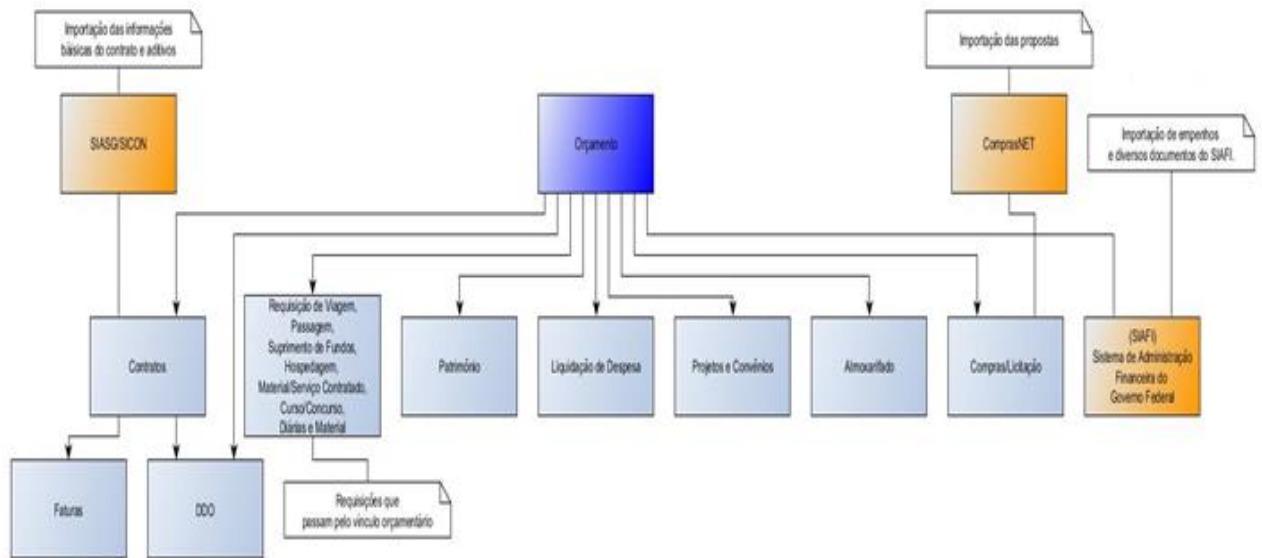 Importação das informações
báisicas do contrato e aditivos
Importação das propostas
SIASG/SICON
Orçamento
ComprasNET
Importação de empenhos
e diversos documentos do SIAFI.
Contratos
Requisição de Viagem,
Passagem,
Suprimento de Fundos,
Hospedagem,
Material/Serviço Contratado,
Curso/Concurso,
Diárias e Material
Patrimônio
Liquidação de Despesa
Projetos e Convênios
Almoxarifado
Compras/Licitação
(SIAFI)
Sistema de Administração
Financeira do
Governo Federal
Faturas
DDO
Requisições que
passam pelo vínculo orçamentário